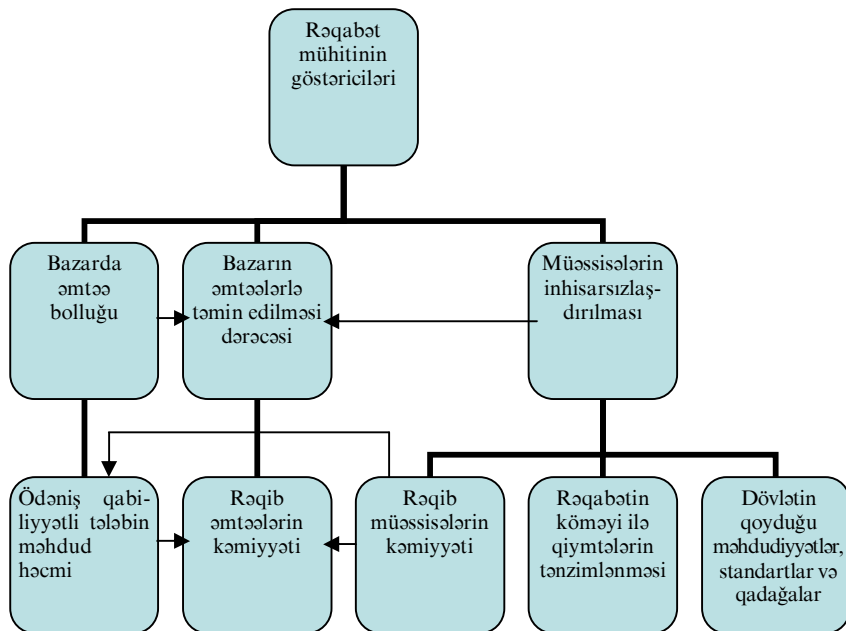 Rəqabət
mühitinin
göstəriciləri
Bazarda
əmtəə
bolluğu
Bazarın
əmtəələrlə
təmin edilməsi
dərəcəsi
Müəssisələrin
inhisarsızlaş-
dırılması
Ödəniş qabi-
liyyətli tələbin
məhdud
həcmi
Rəqib
əmtəələrin
kəmiyyəti
Rəqib
müəssisələrin
kəmiyyəti
Rəqabətin
köməyi ilə
qiymtələrin
tənzimlənməsi
Dövlətin
qoyduğu
məhdudiyyətlər,
standartlar və
qadağalar